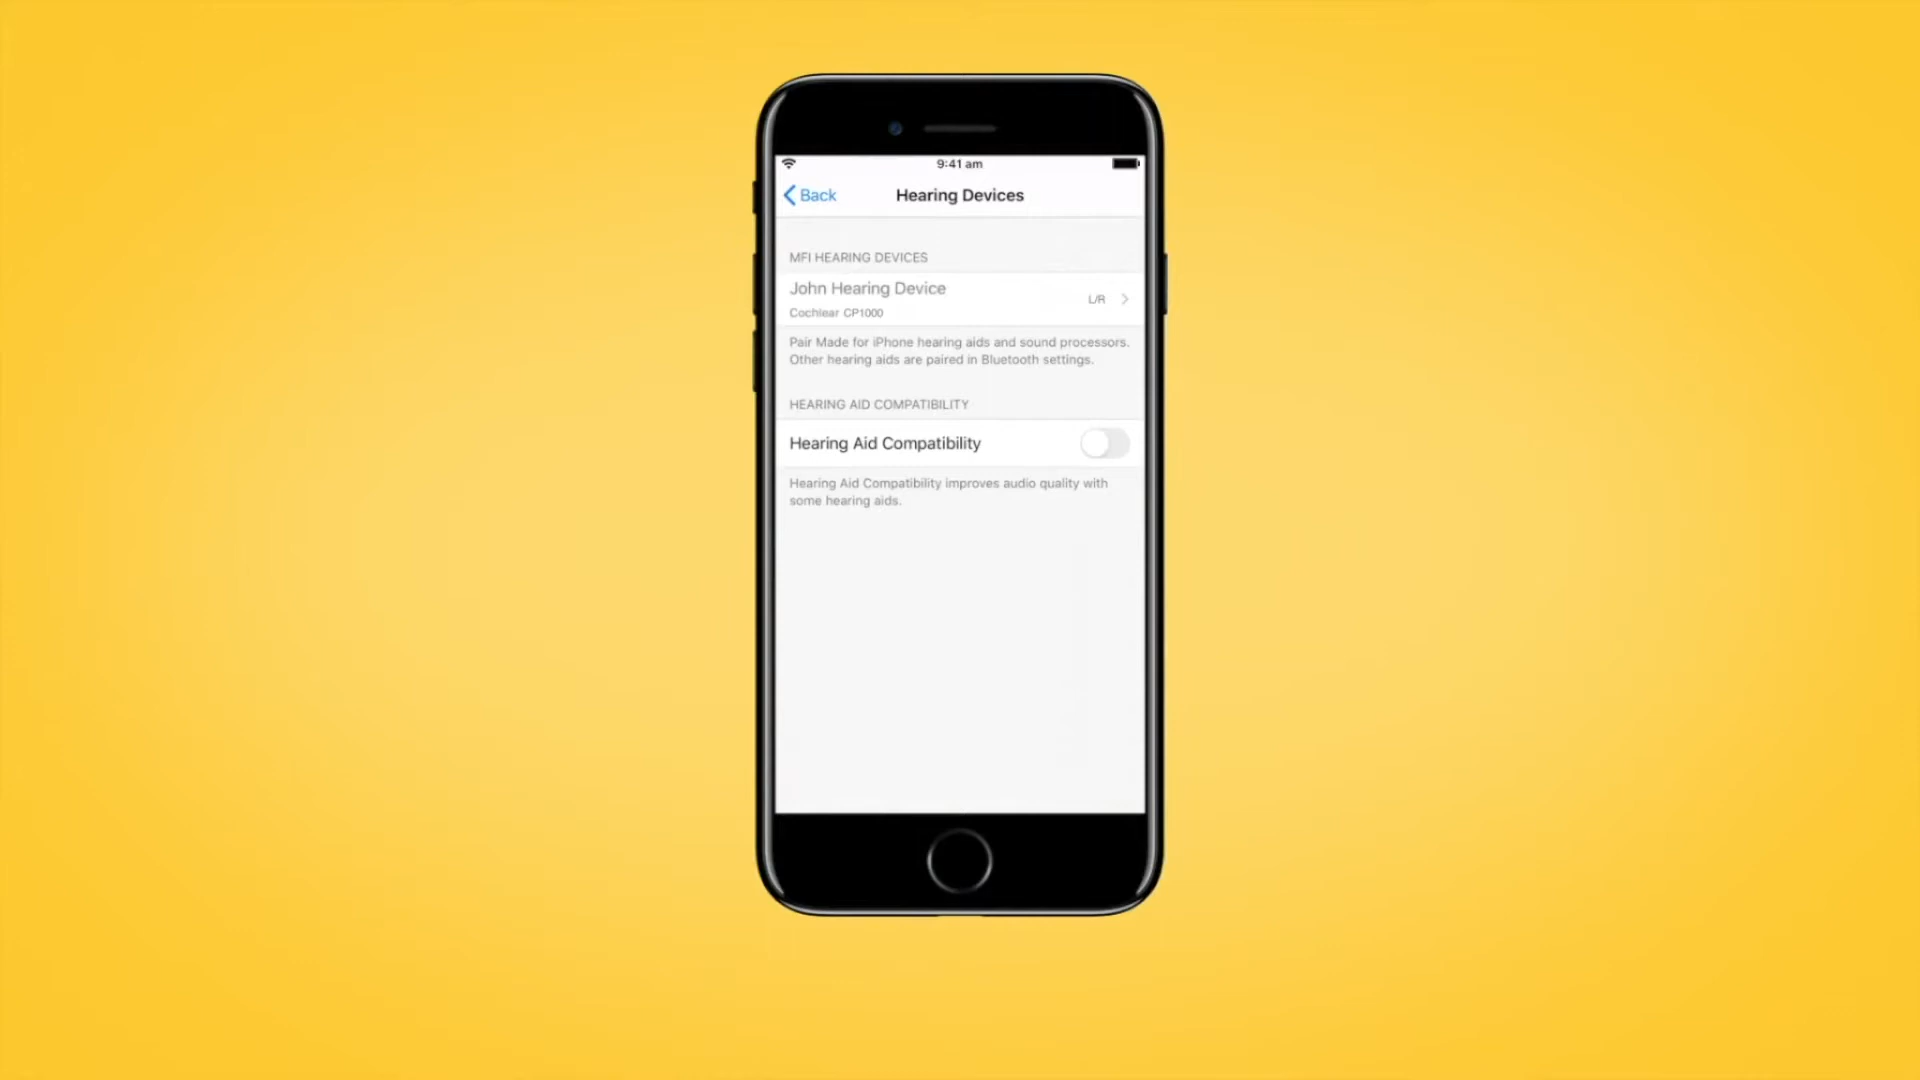 9:41 am
Back
Hearing Devices
MFI HEARING DEVICES
John Hearing Device
L/R
Cochlear CP1000
Pair Made for iPhone hearing aids and sound processors.
Other hearing aids are paired in Bluetooth settings.
HEARING AID COMPATIBILITY
Hearing Aid Compatibility
Hearing Aid Compatibility improves audio quality with
some hearing aids.